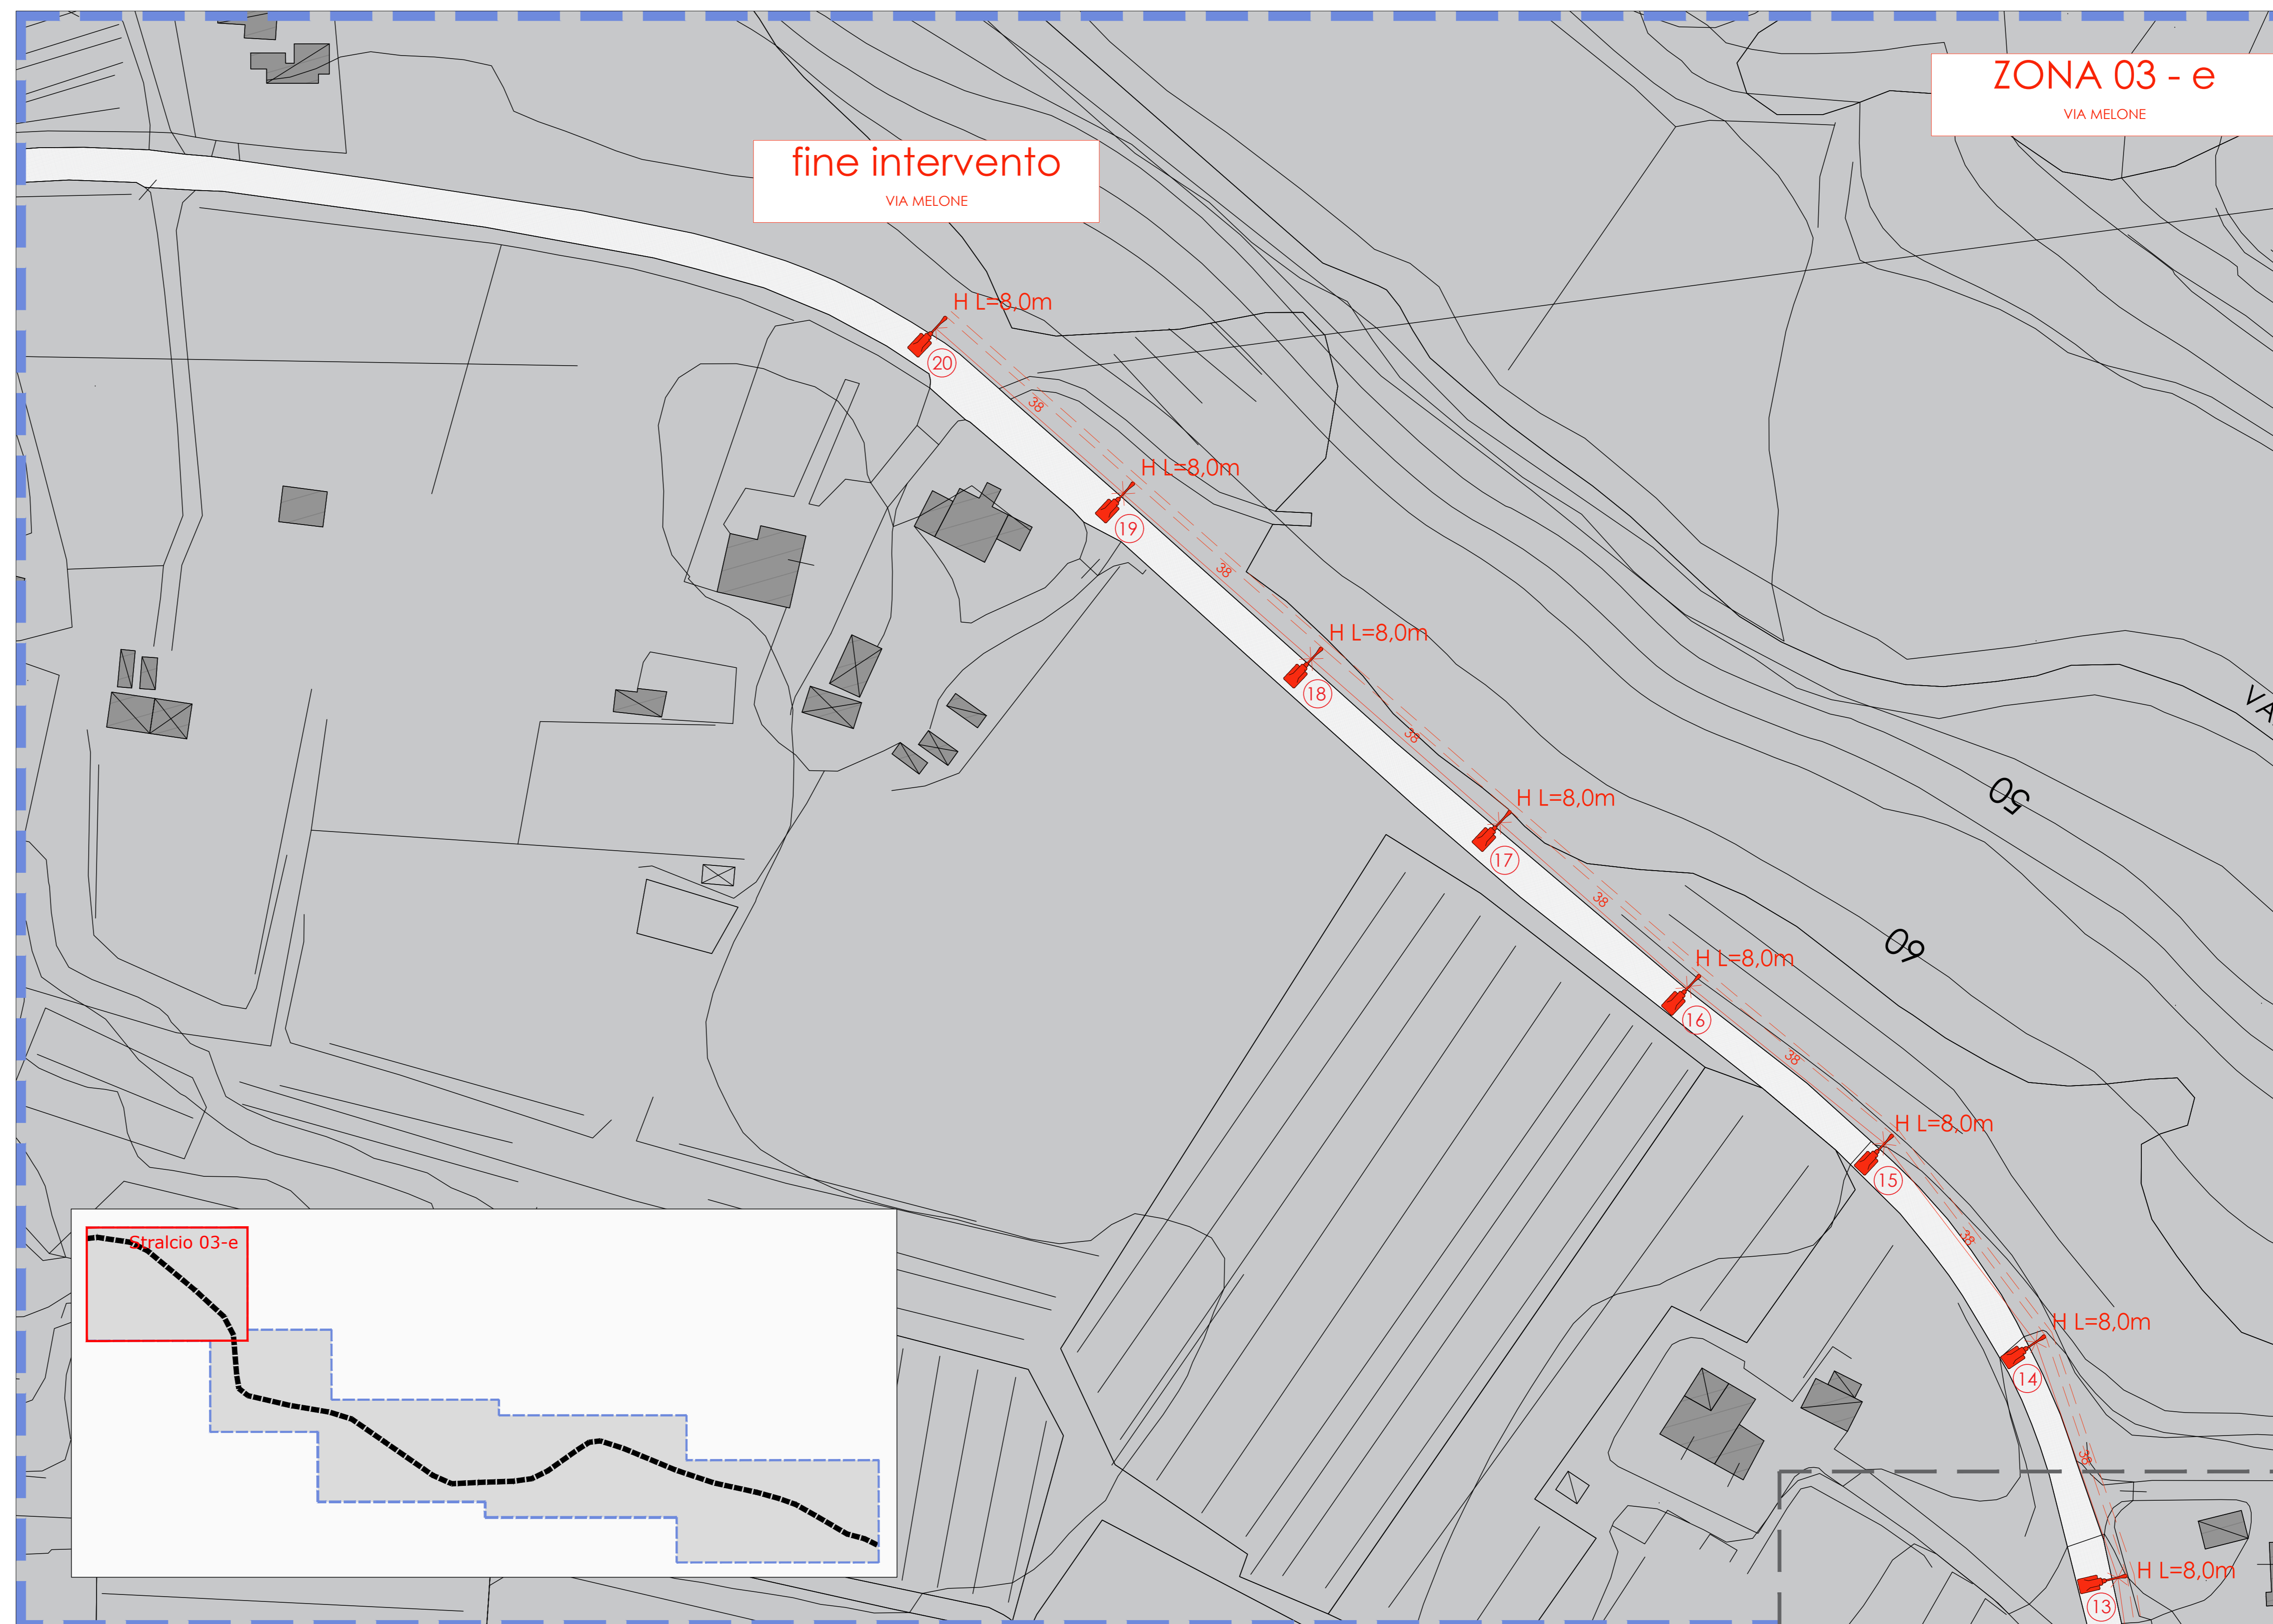 ZONA 03 - e
VIA MELONE
fine intervento
VIA MELONE
H L=8,0m
20
38
H L=8,0m
19
38
H L=8,0m
18
VA
38
H L=8,0m
50
17
38
60
H L=8,0m
16
38
H L=8,0m
15
38
Stralcio 03-e
H L=8,0m
14
38
H L=8,0m
13